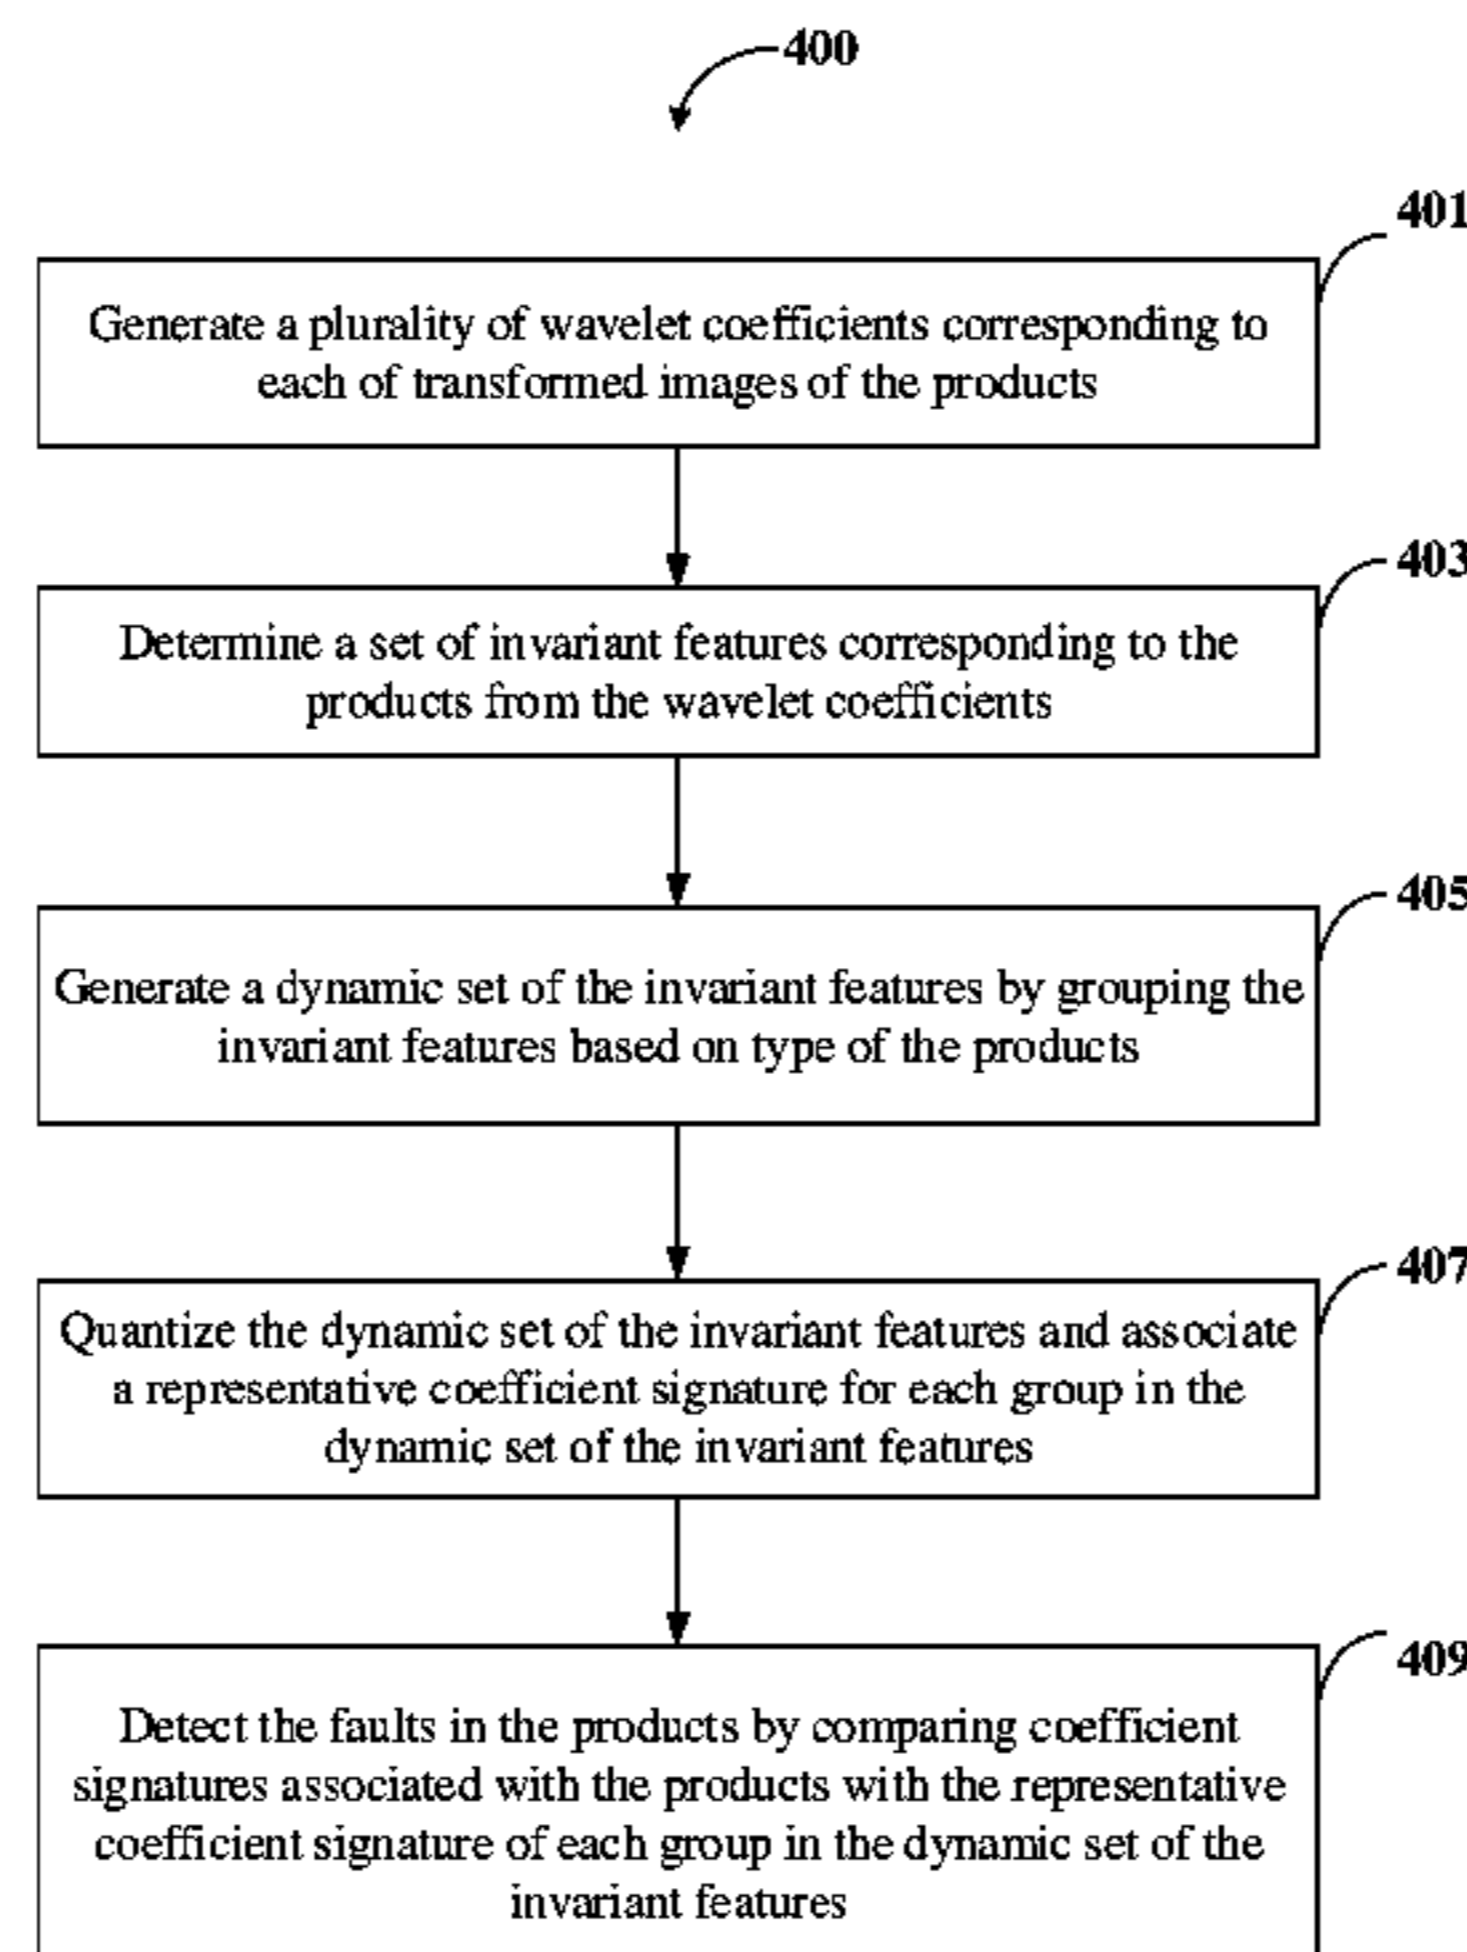 400
401
Generate a plurality of wavelet coefficients corresponding to
each of transformed images of the products
403
Determine a set of invariant features corresponding to the
products from the wavelet coefficients
405
Generate a dynamic set of the invariant features by grouping the
invariant features based on type of the products
407
Quantize the dynamic set of the invariant features and associate
a representative coefficient signature for each group in the
dynamic set of the invariant features
409
Detect the faults in the products by comparing coefficient
signatures associated with the products with the representative
coefficient signature of each group in the dynamic set of the
invariant features